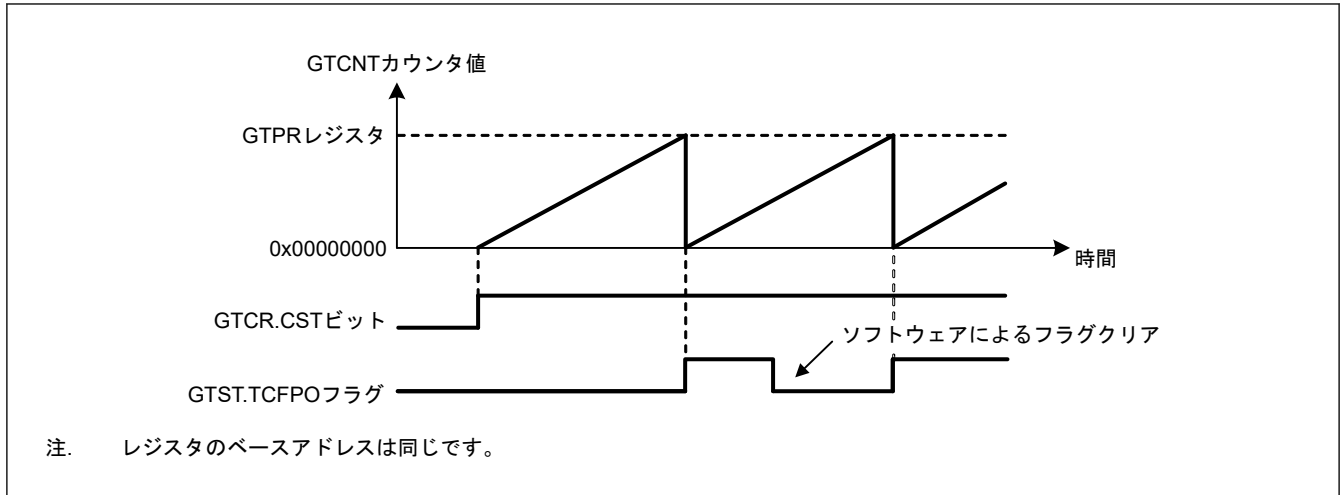 GTCNTカウンタ値
GTPRレジスタ
0x00000000
時間
GTCR.CSTビット
ソフトウェアによるフラグクリア
GTST.TCFPOフラグ
注. レジスタのベースアドレスは同じです。